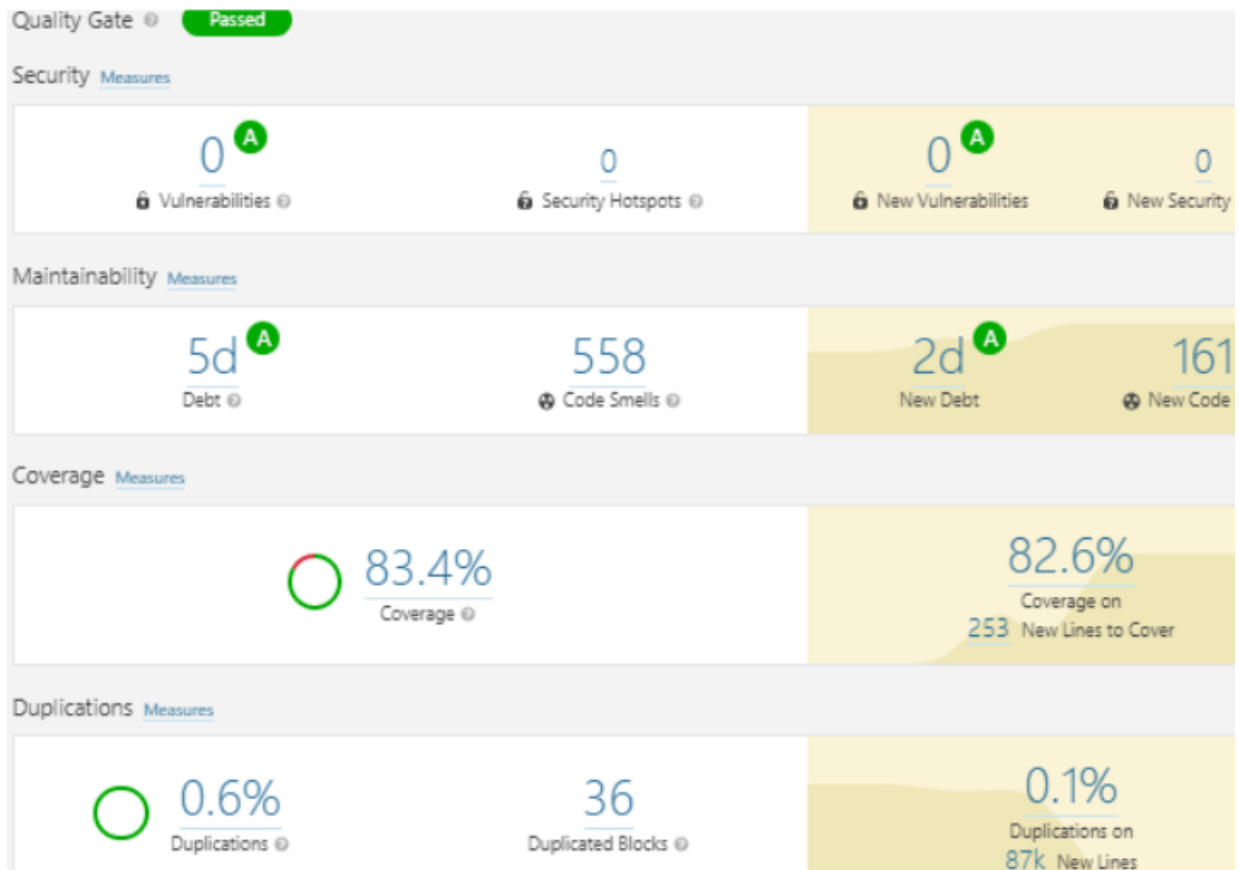 Quality Gate Passed
Security Measures
0 A 0 0 A 0
Vulnerabilities Security Hotspots New Vulnerabilities New Security
Maintainability Measures
5d A 558 2d A 161
Debt Code Smells New Debt New Code
Coverage Measures
83.4% 82.6%
Coverage Coverage on
253 New Lines to Cover
Duplications Measures
0.6% 36 0.1%
Duplications Duplicated Blocks Duplications on
87k New Lines